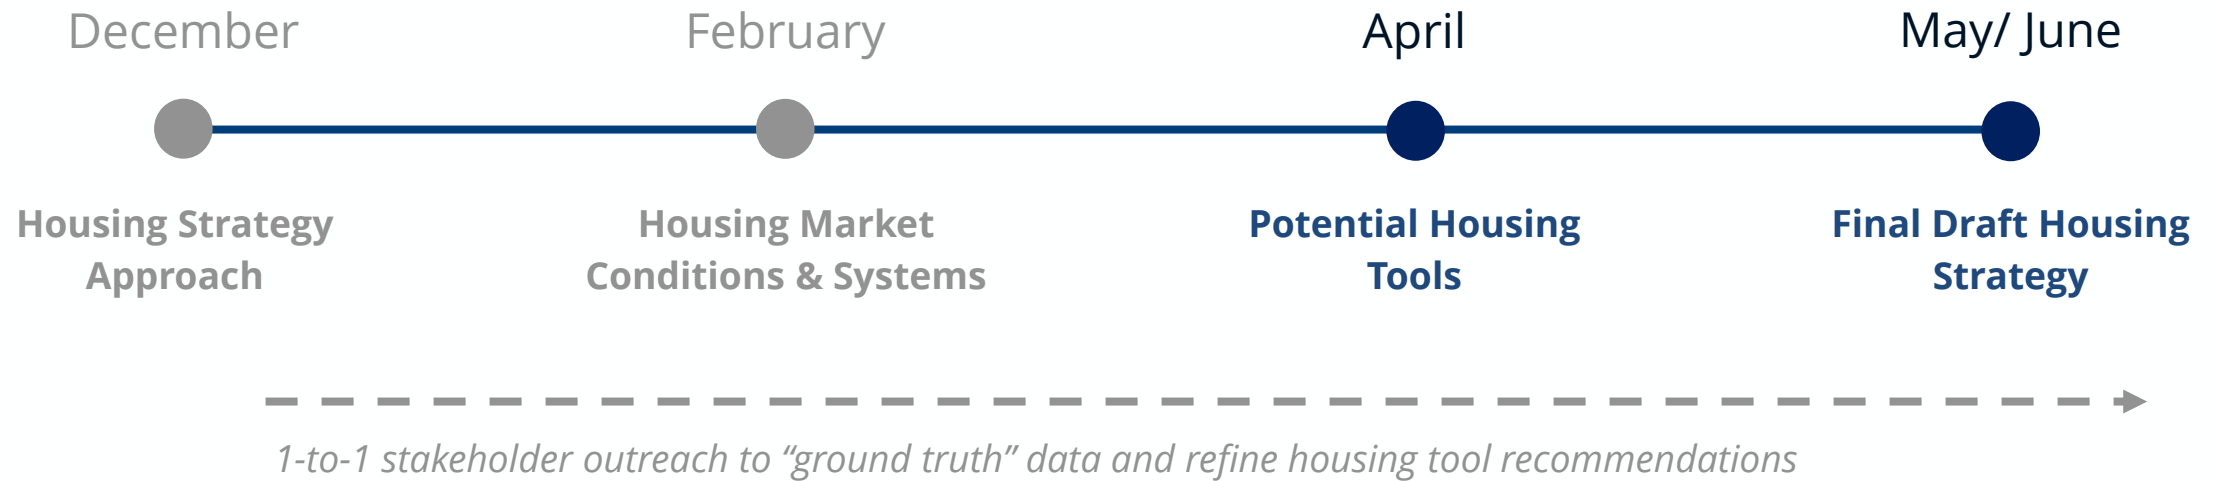 December
February
April
May/ June
Housing Strategy
Approach
Housing Market
Conditions & Systems
Potential Housing
Tools
Final Draft Housing
Strategy
1-to-1 stakeholder outreach to “ground truth” data and refine housing tool recommendations